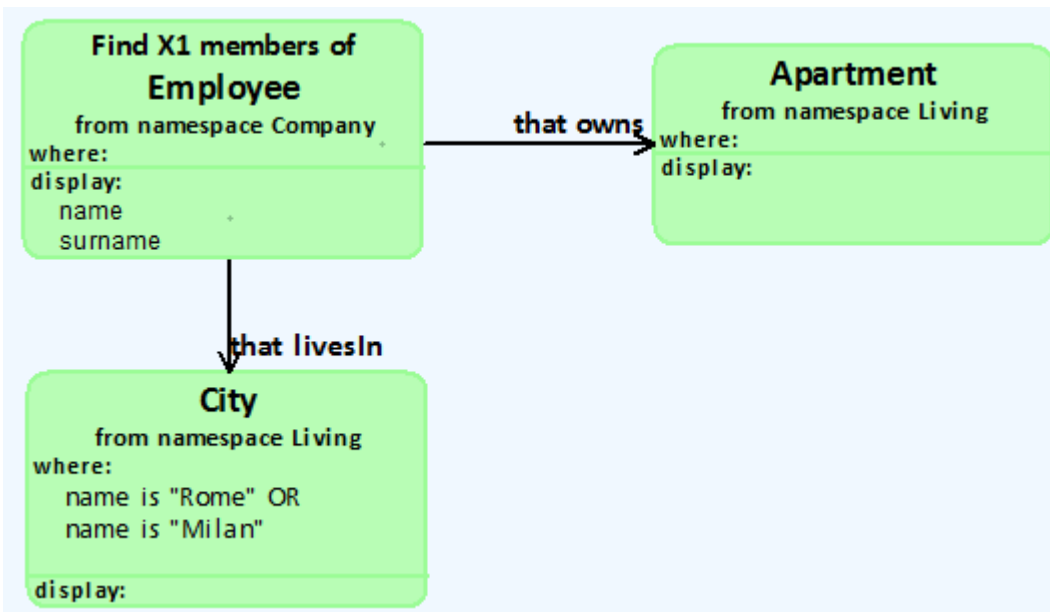 Find X1 members of
Employee
from namespace Company
where:
display:
name
surname
that owns
Apartment
from namespace Living
where:
display:
that livesIn
City
from namespace Living
where:
name is "Rome" OR
name is "Milan"
display: